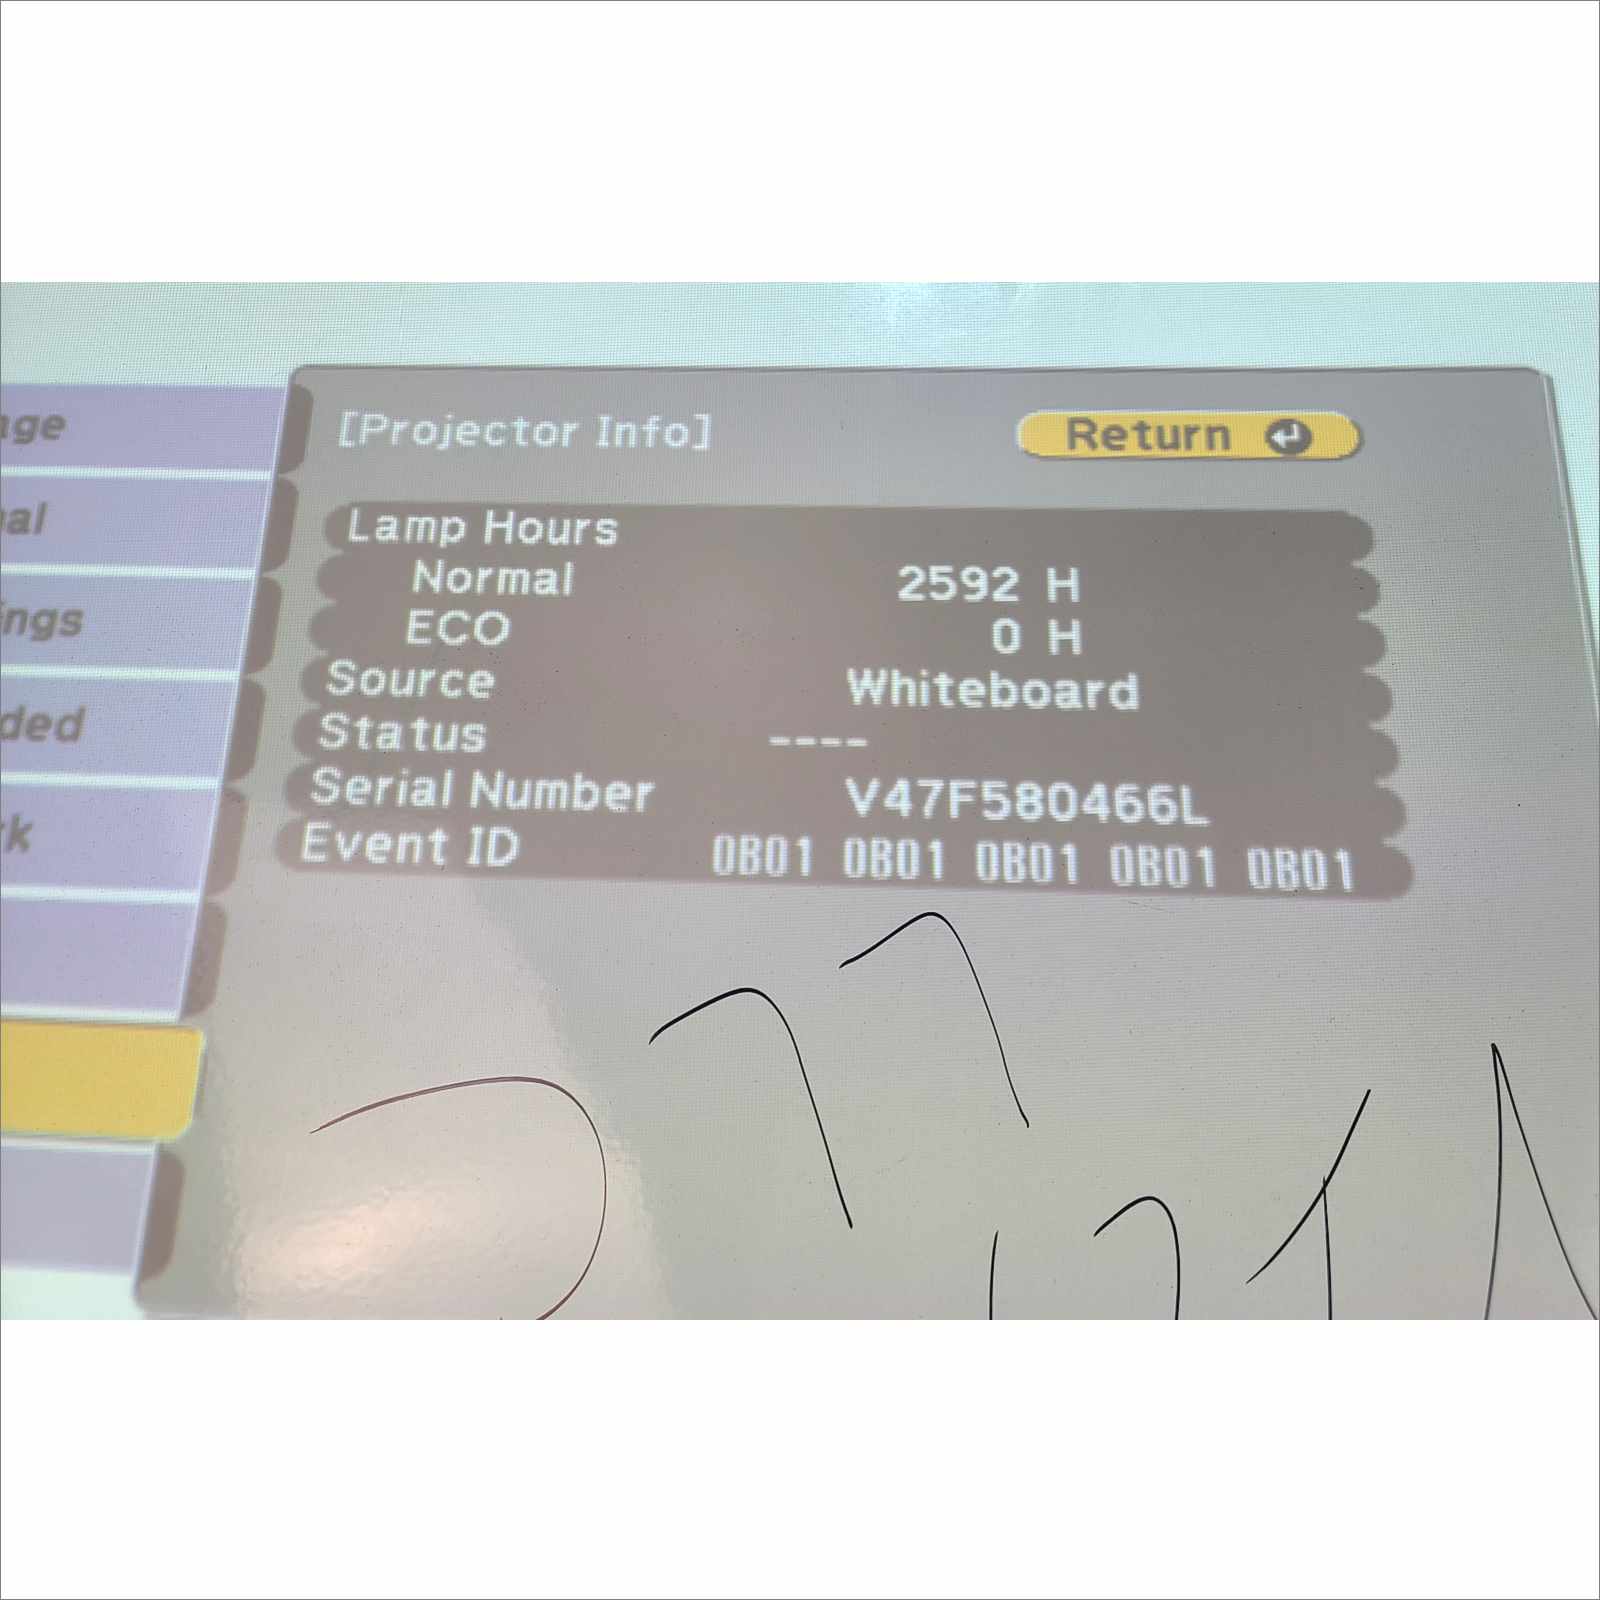 [Projector Info]
Return
Lamp Hours
Normal 2592 H
ECO 0 H
Source Whiteboard
Status ----
Serial Number V47F580466L
Event ID 0B01 0B01 0B01 0B01 0B01